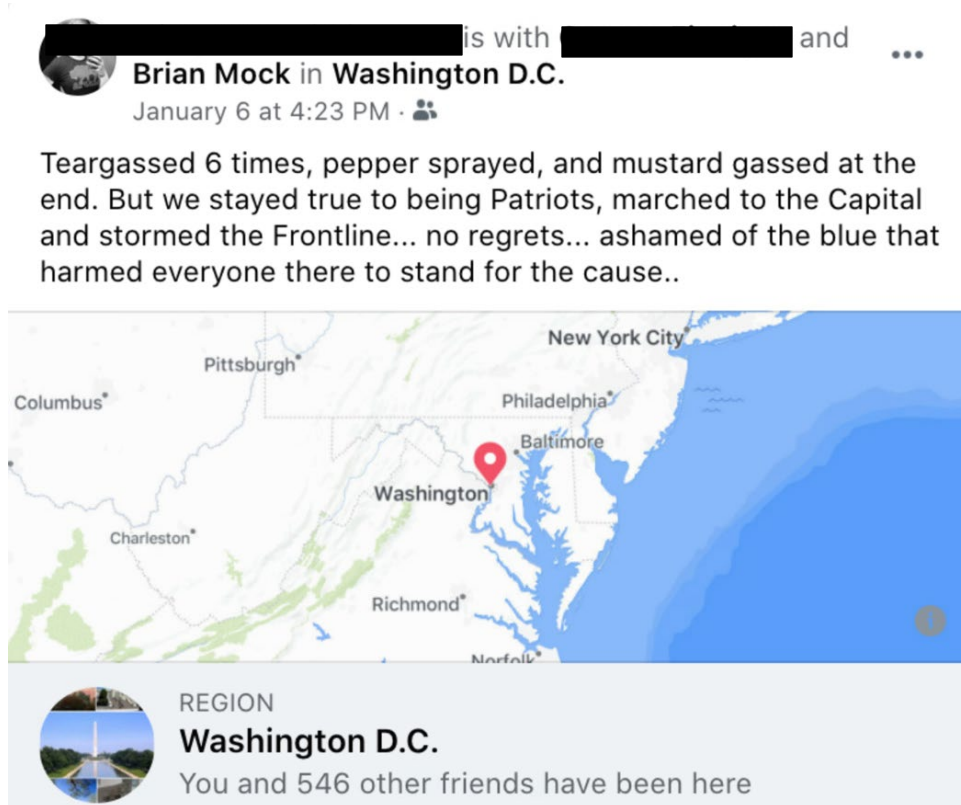 is with and
Brian Mock in Washington D.C.
January 6 at 4:23 PM ·
Teargassed 6 times, pepper sprayed, and mustard gassed at the
end. But we stayed true to being Patriots, marched to the Capital
and stormed the Frontline... no regrets... ashamed of the blue that
harmed everyone there to stand for the cause..
New York City
Pittsburgh
Columbus
Philadelphia
Baltimore
Washington
Charleston
Richmond
Norfolk
REGION
Washington D.C.
You and 546 other friends have been here